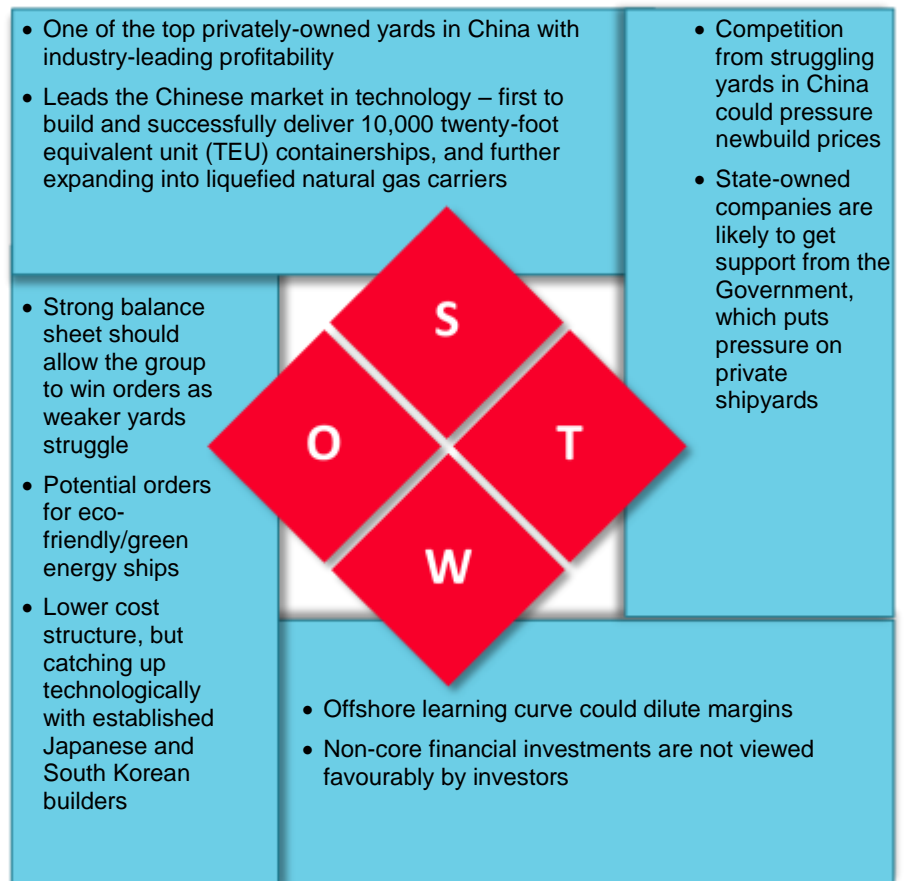 • One of the top privately-owned yards in China with
industry-leading profitability
• Leads the Chinese market in technology – first to
build and successfully deliver 10,000 twenty-foot
equivalent unit (TEU) containerships, and further
expanding into liquefied natural gas carriers
• Competition
from struggling
yards in China
could pressure
newbuild prices
• State-owned
companies are
likely to get
support from the
Government,
which puts
pressure on
private
shipyards
• Strong balance
sheet should
allow the group
to win orders as
weaker yards
struggle
• Potential orders
for eco-
friendly/green
energy ships
• Lower cost
structure, but
catching up
technologically
with established
Japanese and
South Korean
builders
S
O
T
W
• Offshore learning curve could dilute margins
• Non-core financial investments are not viewed
favourably by investors